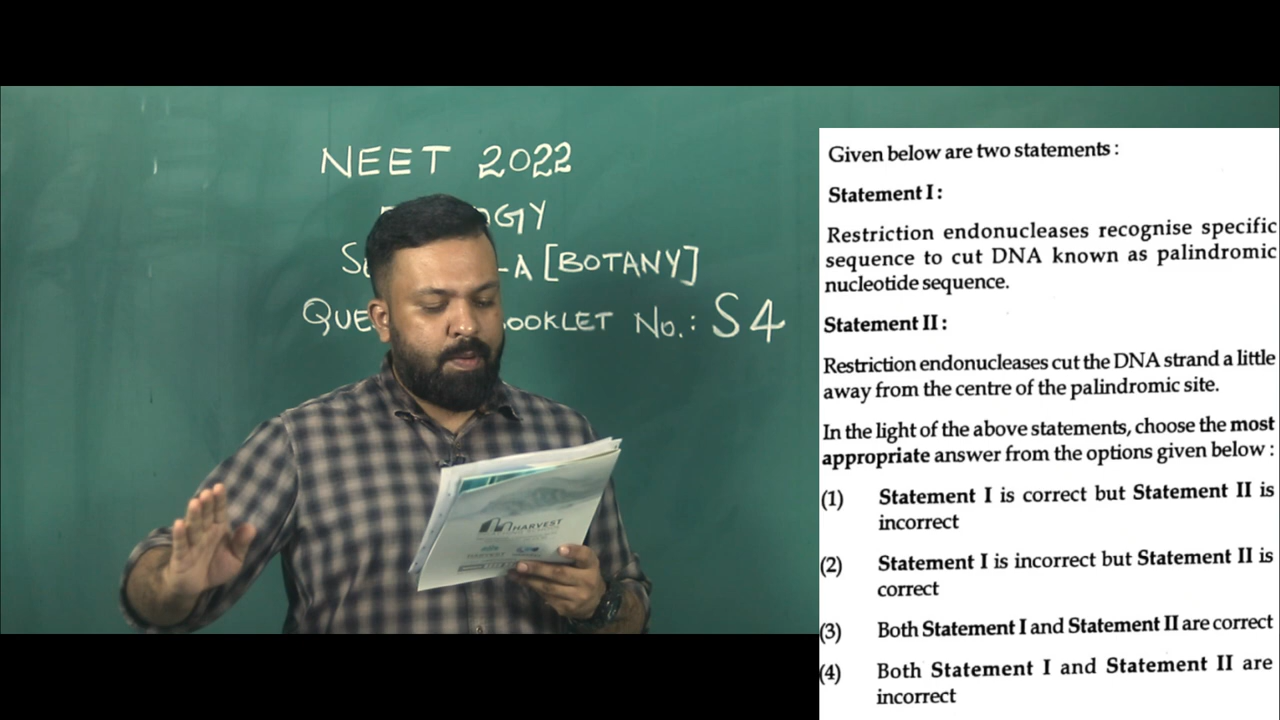 NEET 2022
OGY
S -A [BOTANY]
QUE OOKLET No.: S4
HARVEST
Given below are two statements :
Statement I :
Restriction endonucleases recognise specific
sequence to cut DNA known as palindromic
nucleotide sequence.
Statement II :
Restriction endonucleases cut the DNA strand a little
away from the centre of the palindromic site.
In the light of the above statements, choose the most
appropriate answer from the options given below :
(1) Statement I is correct but Statement II is
incorrect
(2) Statement I is incorrect but Statement II is
correct
(3) Both Statement I and Statement II are correct
(4) Both Statement I and Statement II are
incorrect